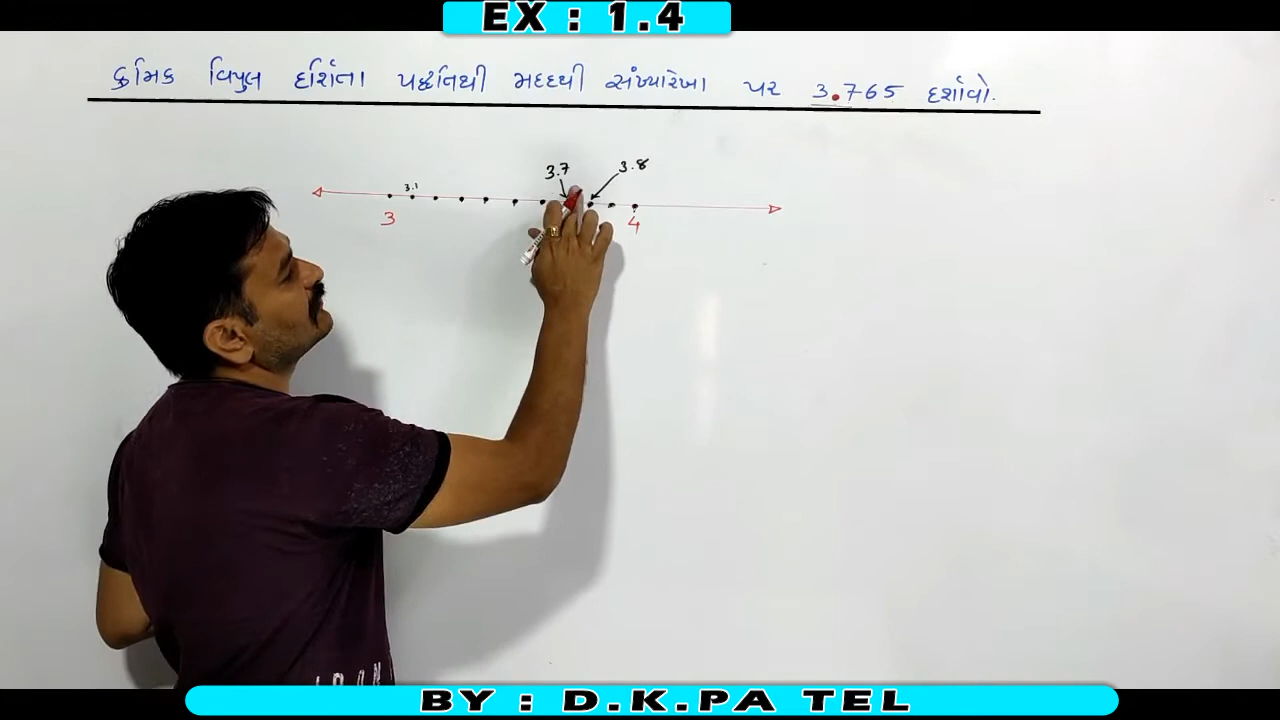 EX : 1.4
ક્રમિક વિપુલ દર્શિતા પદ્ધતિથી મદદથી સંખ્યારેખા પર 3.765 દર્શાવો.
3.7 3.8
3.1
3 4
BY : D.K.PA TEL